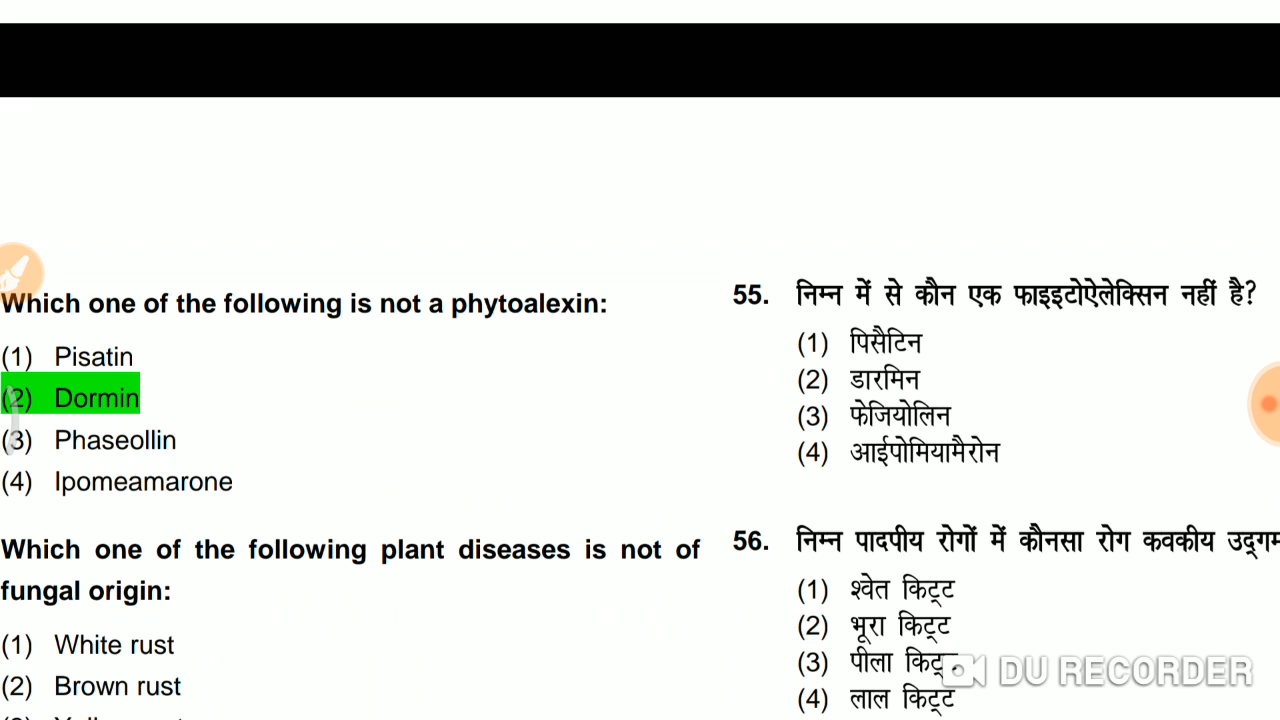 Which one of the following is not a phytoalexin:
(1) Pisatin
(2) Dormin
(3) Phaseollin
(4) Ipomeamarone
Which one of the following plant diseases is not of
fungal origin:
(1) White rust
(2) Brown rust
55. निम्न में से कौन एक फाइइटोऐलेक्सिन नहीं है?
(1) पिसैटिन
(2) डारमिन
(3) फेजियोलिन
(4) आईपोमियामैरोन
56. निम्न पादपीय रोगों में कौनसा रोग कवकीय उद्गम
(1) श्वेत किट्ट
(2) भूरा किट्ट
(3) पीला किट्ट
(4) लाल किट्ट
DU RECORDER